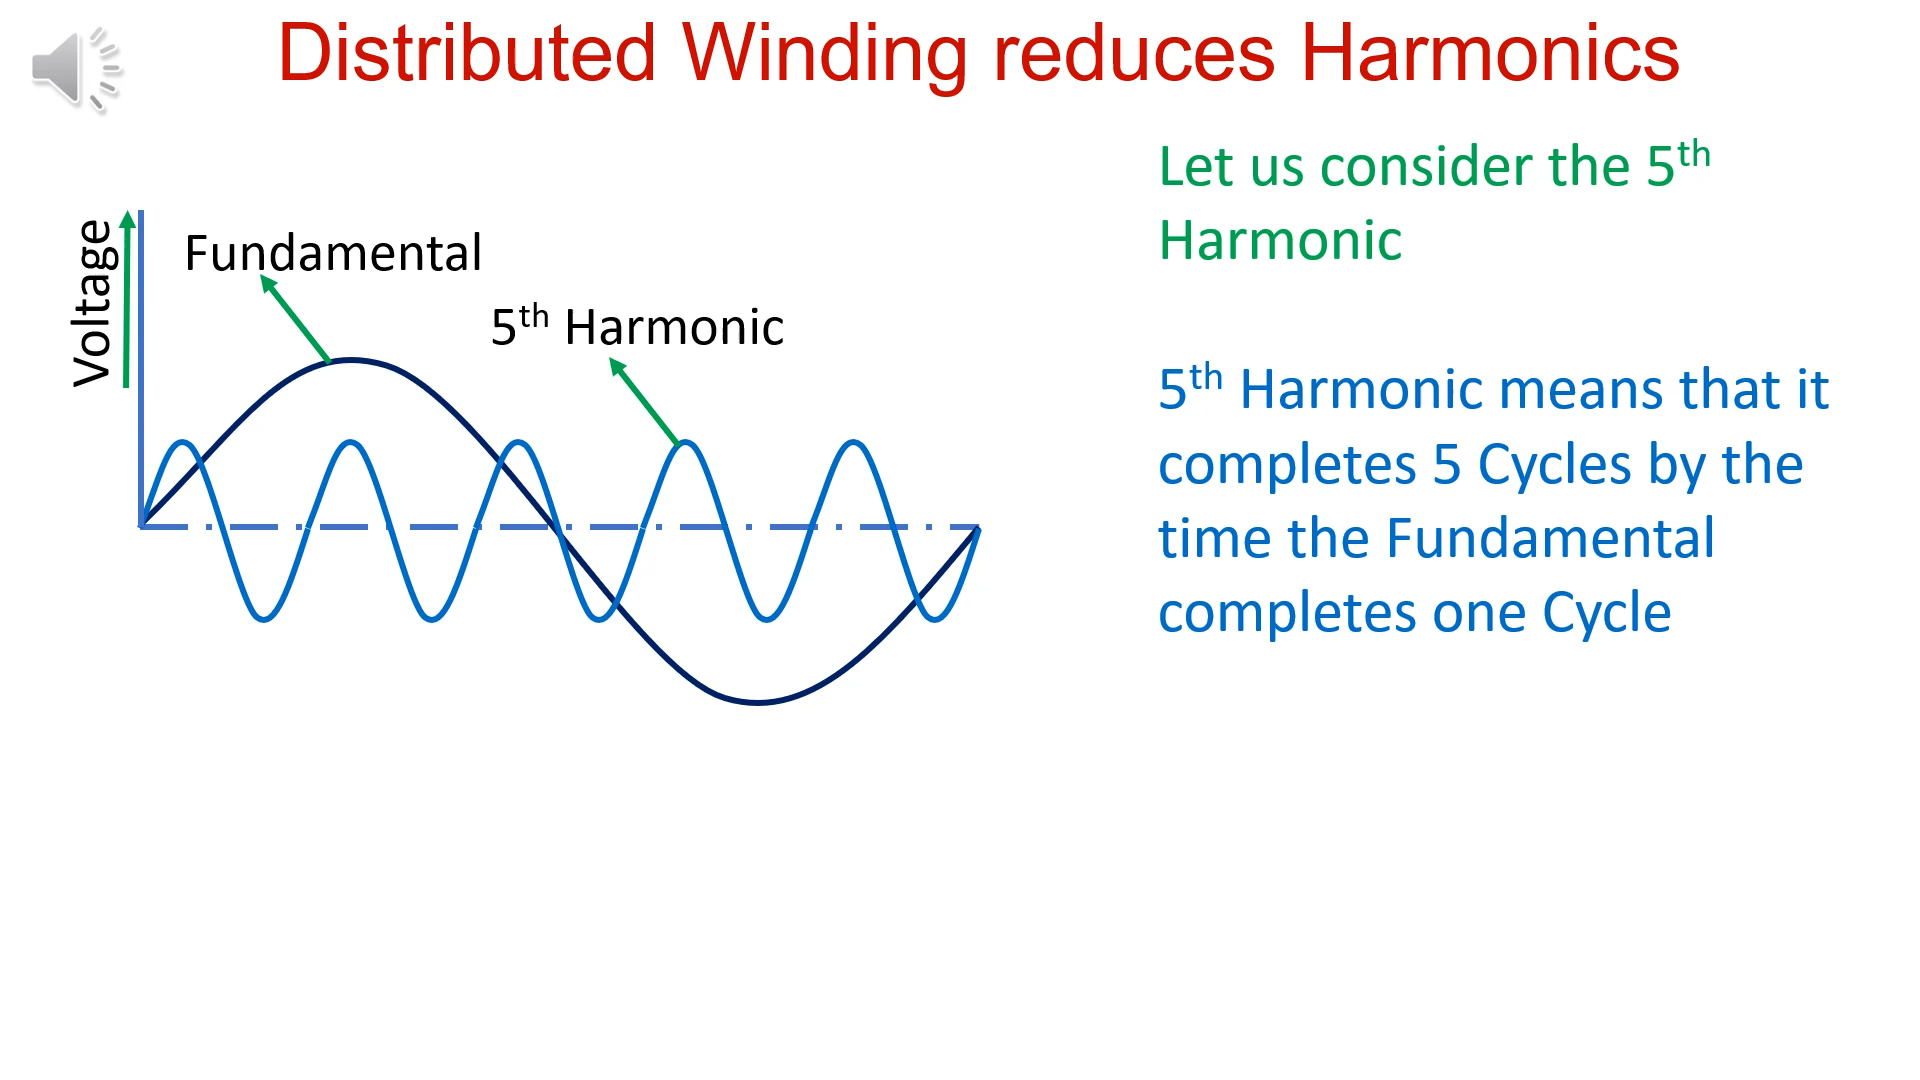 Distributed Winding reduces Harmonics
Let us consider the 5th
Harmonic
Voltage
Fundamental
5th Harmonic
5th Harmonic means that it
completes 5 Cycles by the
time the Fundamental
completes one Cycle